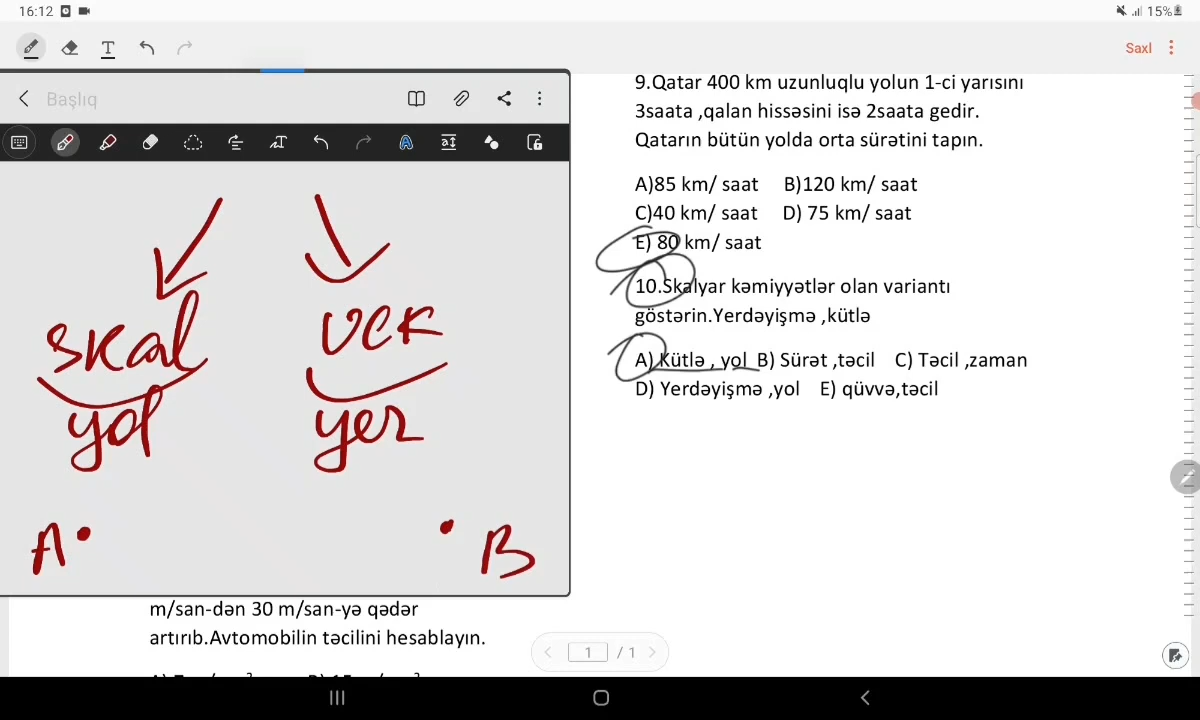 16:12 15%
Saxl
Başlıq
skal vek
yol yer
A B
9.Qatar 400 km uzunluqlu yolun 1-ci yarısını
3saata ,qalan hissəsini isə 2saata gedir.
Qatarın bütün yolda orta sürətini tapın.
A)85 km/ saat B)120 km/ saat
C)40 km/ saat D) 75 km/ saat
E) 80 km/ saat
10.Skalyar kəmiyyətlər olan variantı
göstərin.Yerdəyişmə ,kütlə
A) Kütlə , yol B) Sürət ,təcil C) Təcil ,zaman
D) Yerdəyişmə ,yol E) qüvvə,təcil
m/san-dən 30 m/san-yə qədər
artırıb.Avtomobilin təcilini hesablayın.
1 / 1